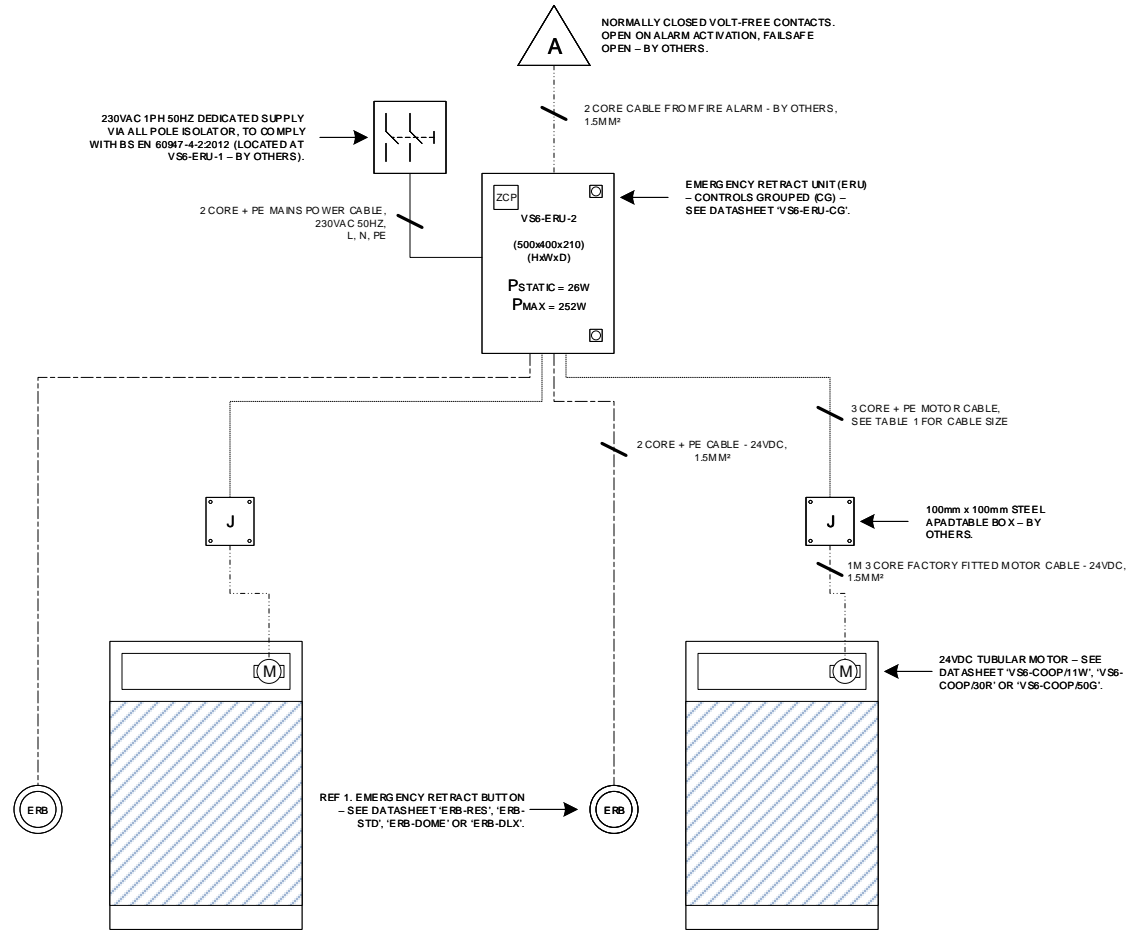 NORMALLY CLOSED VOLT-FREE CONTACTS.
OPEN ON ALARM ACTIVATION, FAILSAFE
OPEN – BY OTHERS.
A
2 CORE CABLE FROM FIRE ALARM - BY OTHERS,
1.5MM²
230VAC 1PH 50HZ DEDICATED SUPPLY
VIA ALL POLE ISOLATOR, TO COMPLY
WITH BS EN 60947-4-2:2012 (LOCATED AT
VS6-ERU-1 – BY OTHERS).
2 CORE + PE MAINS POWER CABLE,
230VAC 50HZ,
L, N, PE
ZCP
VS6-ERU-2
(500x400x210)
(HxWxD)
PSTATIC = 26W
PMAX = 252W
EMERGENCY RETRACT UNIT (ERU)
– CONTROLS GROUPED (CG) –
SEE DATASHEET 'VS6-ERU-CG'.
3 CORE + PE MOTOR CABLE,
SEE TABLE 1 FOR CABLE SIZE
2 CORE + PE CABLE - 24VDC,
1.5MM²
J
J
100mm x 100mm STEEL
APADTABLE BOX – BY
OTHERS.
1M 3 CORE FACTORY FITTED MOTOR CABLE - 24VDC,
1.5MM²
M
M
24VDC TUBULAR MOTOR – SEE
DATASHEET 'VS6-COOP/11W', 'VS6-
COOP/30R' OR 'VS6-COOP/50G'.
ERB
REF 1. EMERGENCY RETRACT BUTTON
– SEE DATASHEET 'ERB-RES', 'ERB-
STD', 'ERB-DOME' OR 'ERB-DLX'.
ERB